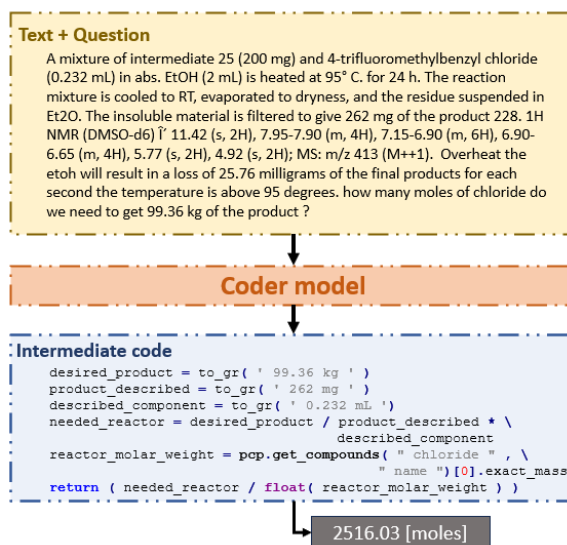 Text + Question
A mixture of intermediate 25 (200 mg) and 4-trifluoromethylbenzyl chloride
(0.232 mL) in abs. EtOH (2 mL) is heated at 95° C. for 24 h. The reaction
mixture is cooled to RT, evaporated to dryness, and the residue suspended in
Et2O. The insoluble material is filtered to give 262 mg of the product 228. 1H
NMR (DMSO-d6) Î´ 11.42 (s, 2H), 7.95-7.90 (m, 4H), 7.15-6.90 (m, 6H), 6.90-
6.65 (m, 4H), 5.77 (s, 2H), 4.92 (s, 2H); MS: m/z 413 (M++1).  Overheat the
etoh will result in a loss of 25.76 milligrams of the final products for each
second the temperature is above 95 degrees. how many moles of chloride do
we need to get 99.36 kg of the product ?
Coder model
Intermediate code
desired_product = to_gr( ' 99.36 kg ' )
product_described = to_gr( ' 262 mg ' )
described_component = to_gr( ' 0.232 mL ')
needed_reactor = desired_product / product_described * \
described_component
reactor_molar_weight = pcp.get_compounds( " chloride " , \
" name ")[0].exact_mass
return ( needed_reactor / float( reactor_molar_weight ) )
2516.03 [moles]